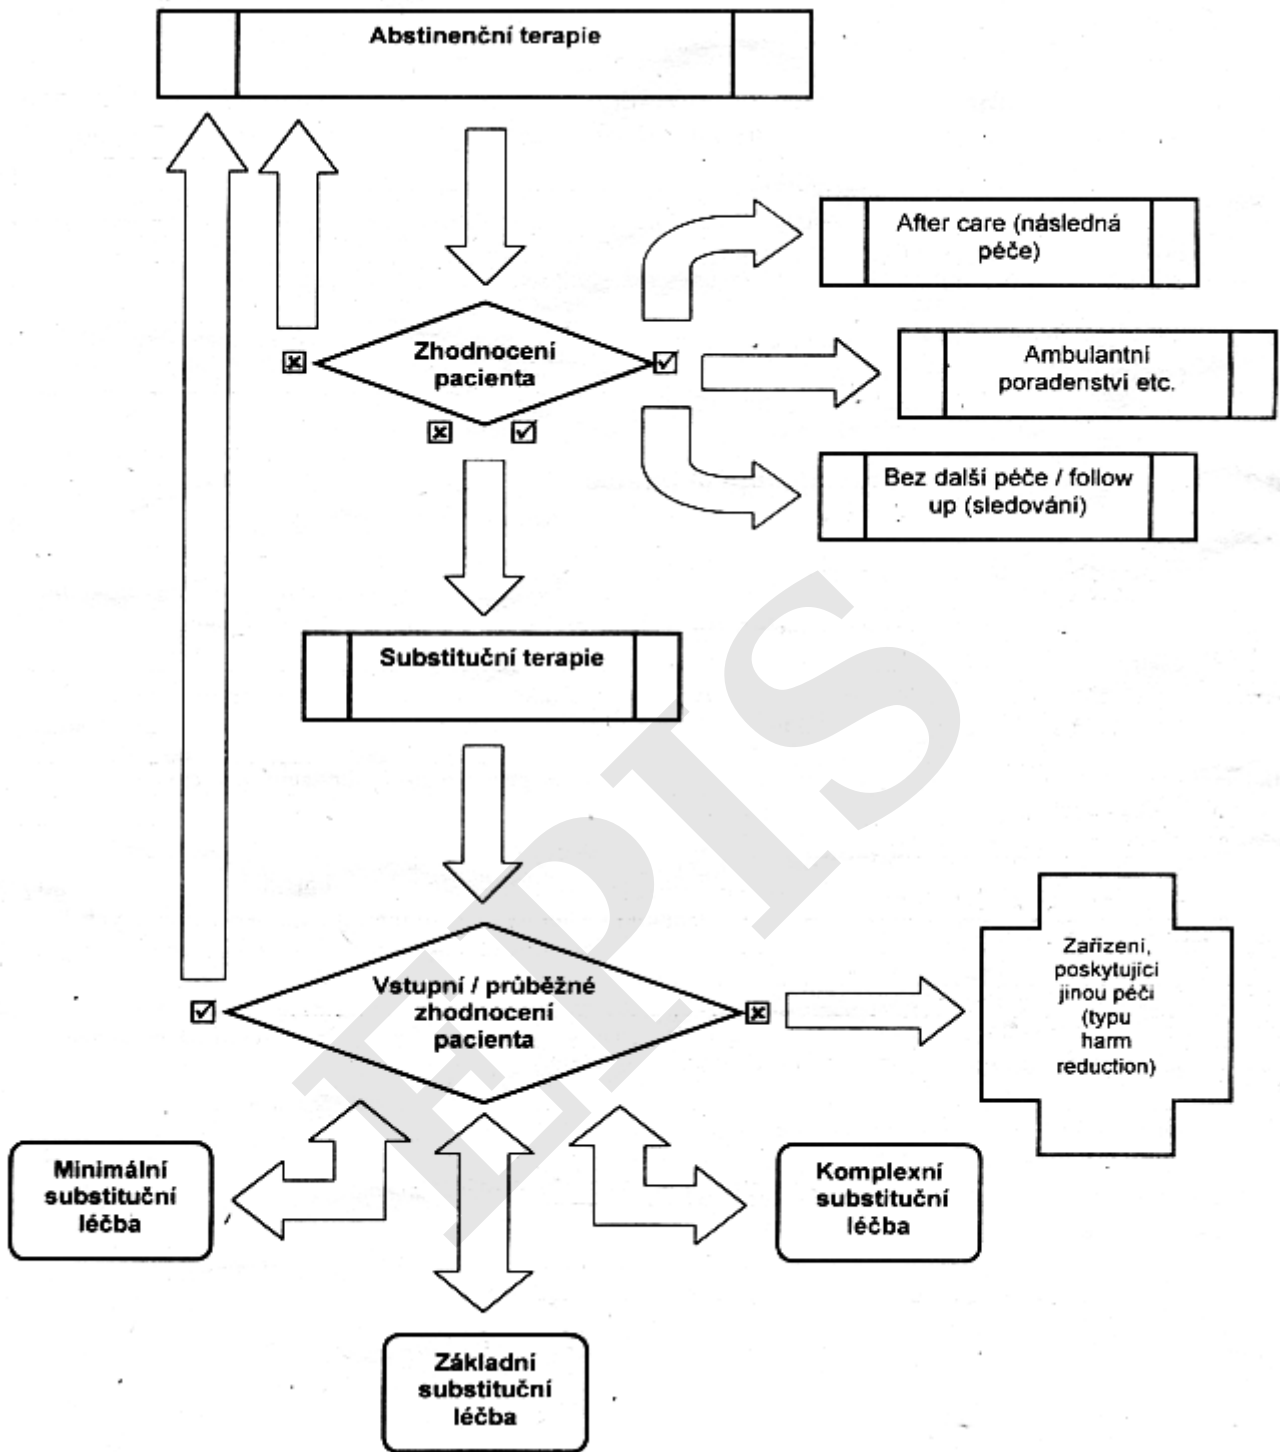 Abstinenční terapie
After care (následná
péče)
Zhodnocení
pacienta
Ambulantní
poradenství etc.
Bez další péče / follow
up (sledování)
Substituční terapie
Vstupní / průběžné
zhodnocení
pacienta
Zařízení,
poskytující
jinou péči
(typu
harm
reduction)
Minimální
substituční
léčba
Komplexní
substituční
léčba
Základní
substituční
léčba
EPIS